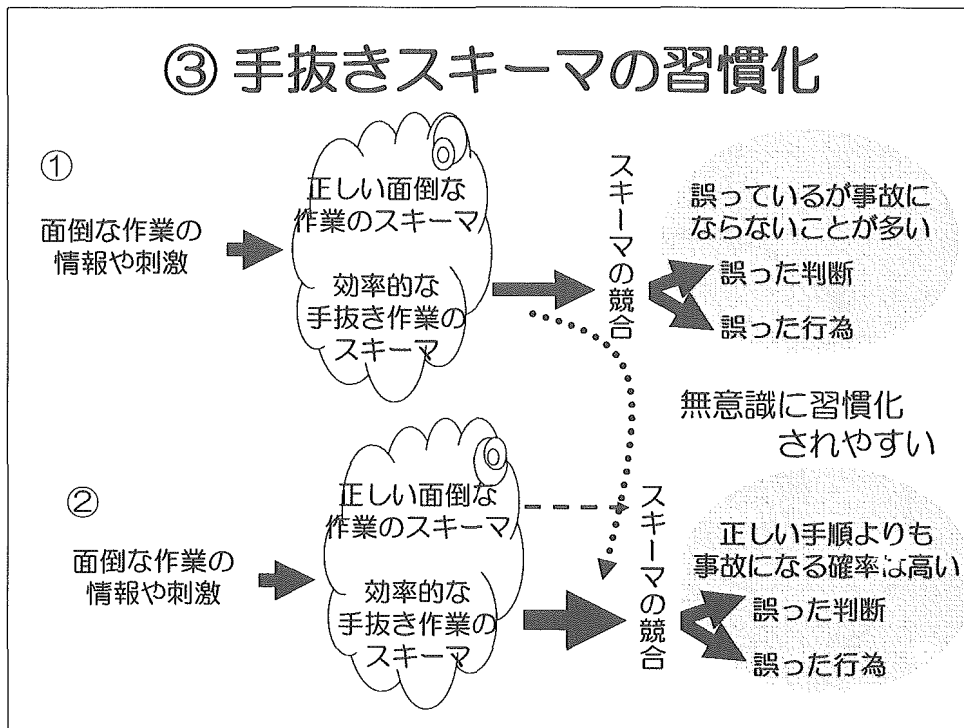 ③ 手抜きスキーマの習慣化
①
面倒な作業の
情報や刺激
正しい面倒な
作業のスキーマ
効率的な
手抜き作業の
スキーマ
スキーマの競合
誤っているが事故に
ならないことが多い
誤った判断
誤った行為
無意識に習慣化
されやすい
②
面倒な作業の
情報や刺激
正しい面倒な
作業のスキーマ
効率的な
手抜き作業の
スキーマ
スキーマの競合
正しい手順よりも
事故になる確率は高い
誤った判断
誤った行為